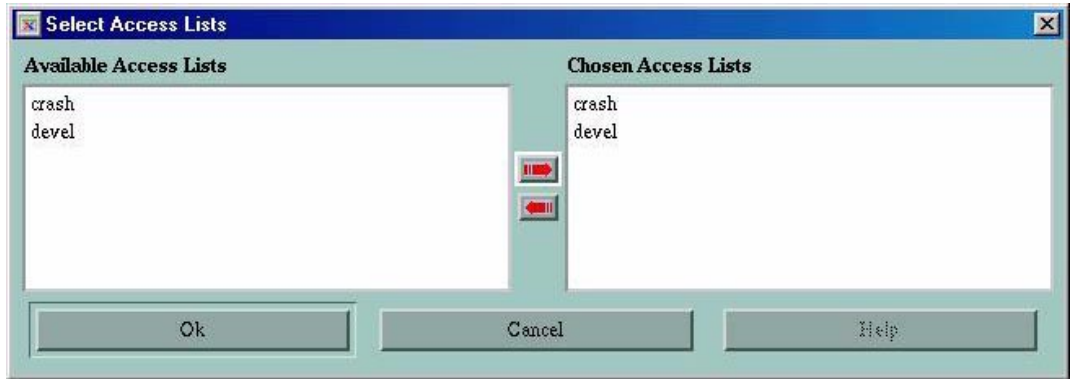 Select Access Lists
Available Access Lists
Chosen Access Lists
crash
devel
crash
devel
Ok
Cancel
Help